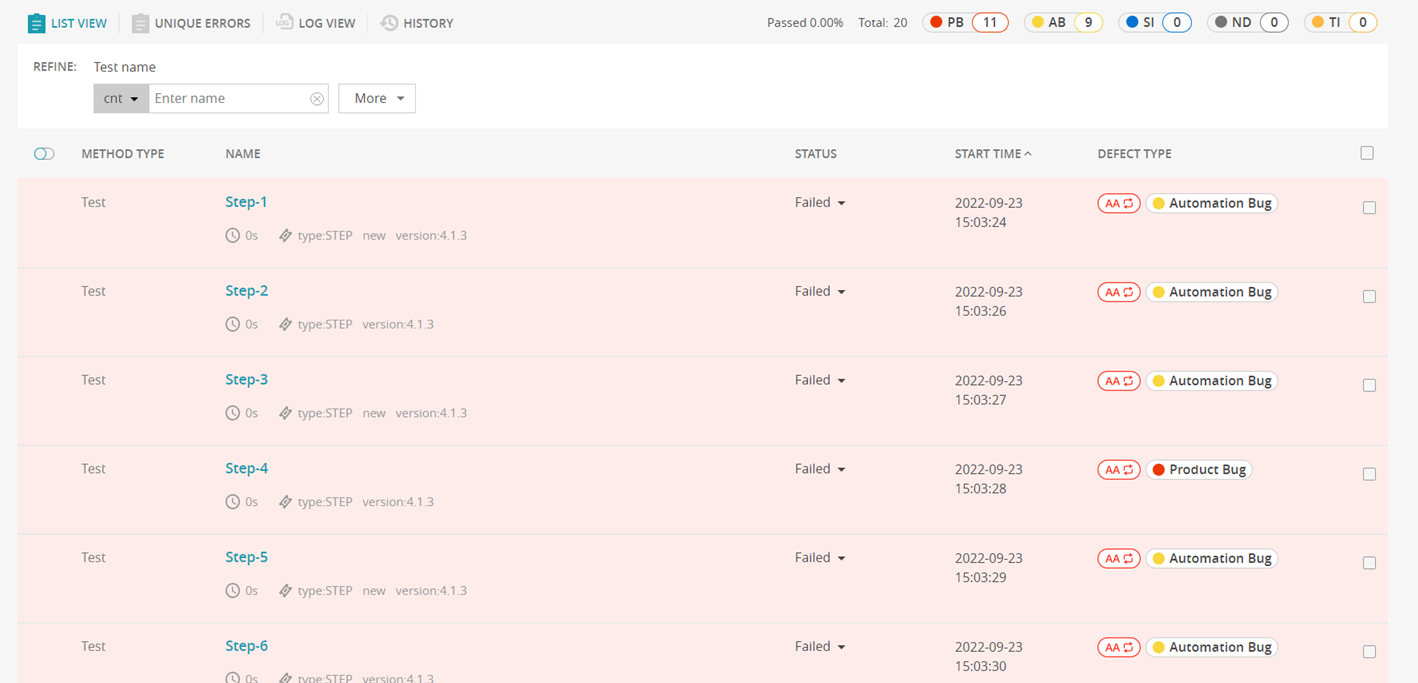 LIST VIEW UNIQUE ERRORS LOG VIEW HISTORY Passed 0.00% Total: 20 PB 11 AB 9 SI 0 ND 0 TI 0
REFINE: Test name
cnt Enter name More
METHOD TYPE NAME STATUS START TIME DEFECT TYPE
Test Step-1 Failed 2022-09-23 AA Automation Bug
15:03:24
0s type:STEP new version:4.1.3
Test Step-2 Failed 2022-09-23 AA Automation Bug
15:03:26
0s type:STEP version:4.1.3
Test Step-3 Failed 2022-09-23 AA Automation Bug
15:03:27
0s type:STEP new version:4.1.3
Test Step-4 Failed 2022-09-23 AA Product Bug
15:03:28
0s type:STEP version:4.1.3
Test Step-5 Failed 2022-09-23 AA Automation Bug
15:03:29
0s type:STEP new version:4.1.3
Test Step-6 Failed 2022-09-23 AA Automation Bug
15:03:30
0s type:STEP version:4.1.3